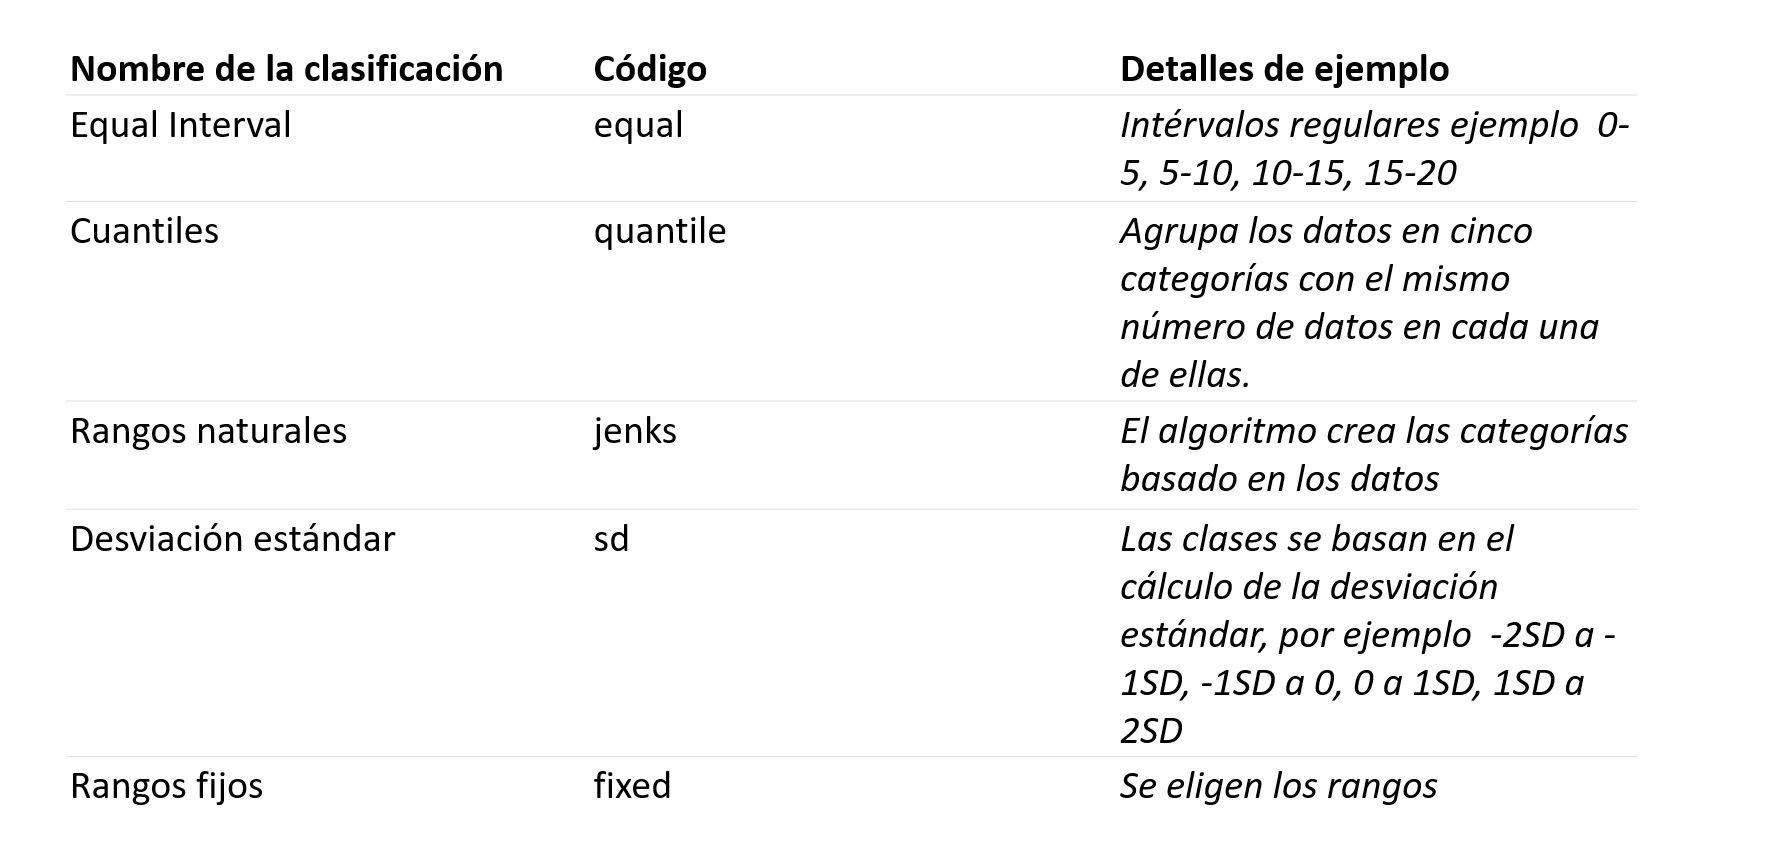 Nombre de la clasificación Código Detalles de ejemplo
Equal Interval equal Intérvalos regulares ejemplo  0-
5, 5-10, 10-15, 15-20
Cuantiles quantile Agrupa los datos en cinco
categorías con el mismo
número de datos en cada una
de ellas.
Rangos naturales jenks El algoritmo crea las categorías
basado en los datos
Desviación estándar sd Las clases se basan en el
cálculo de la desviación
estándar, por ejemplo  -2SD a -
1SD, -1SD a 0, 0 a 1SD, 1SD a
2SD
Rangos fijos fixed Se eligen los rangos